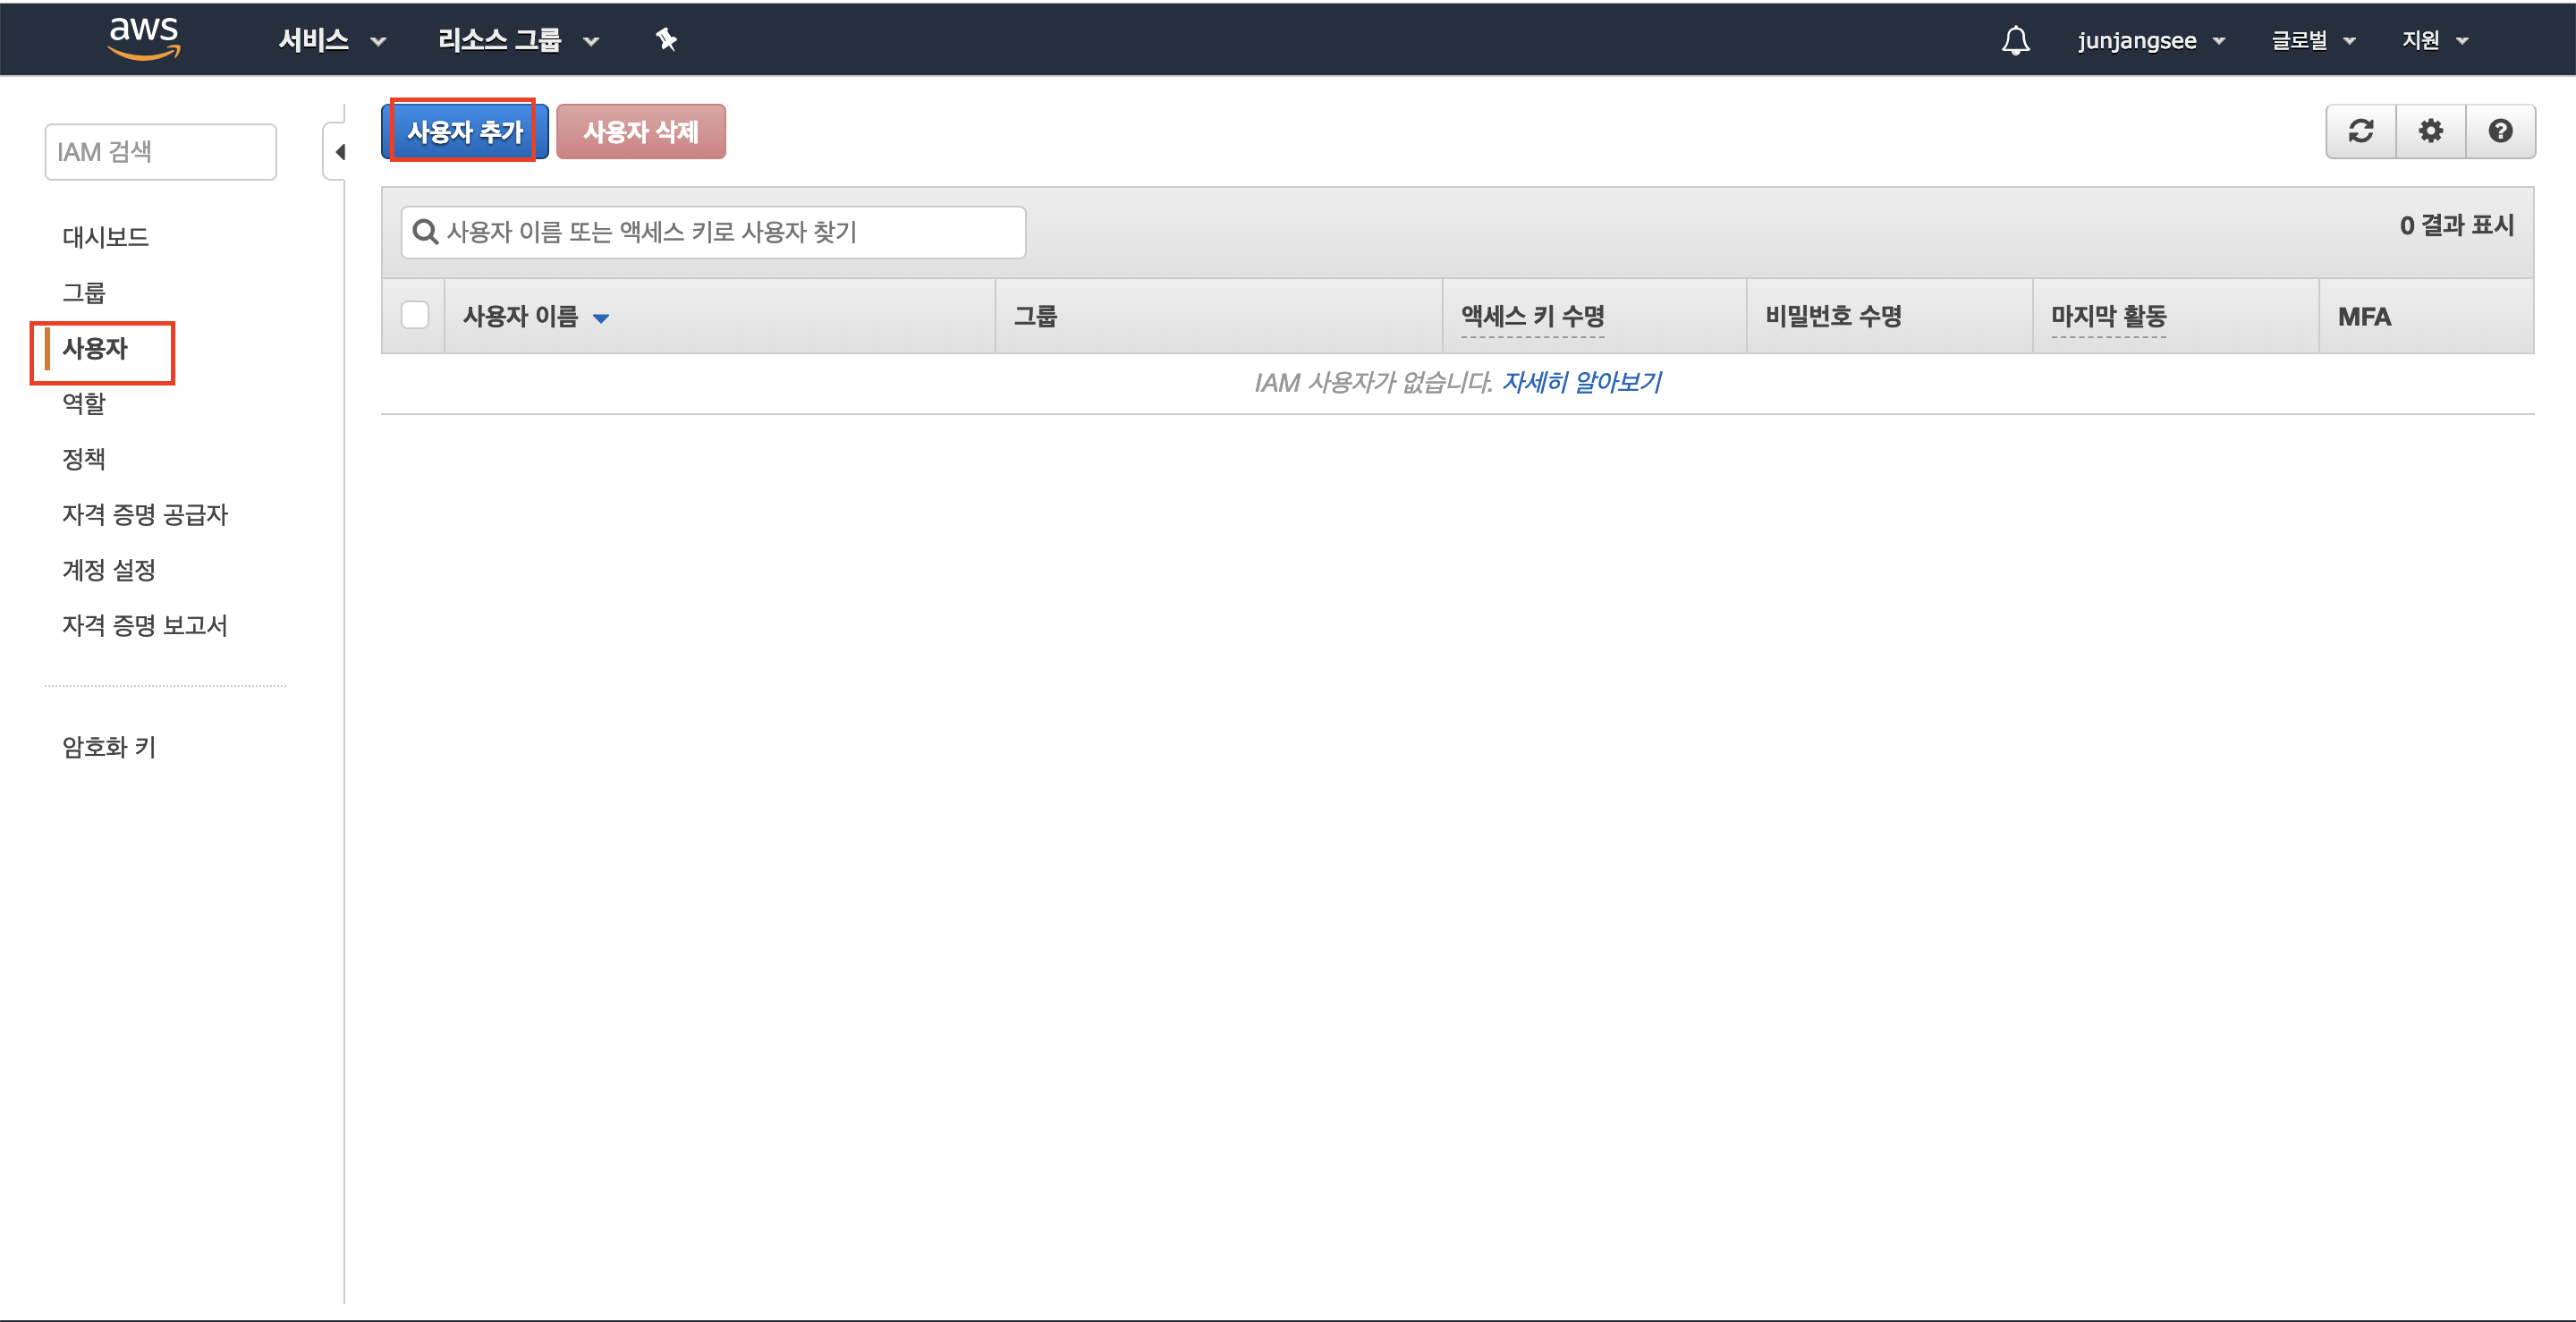 aws 서비스 리소스 그룹 junjangsee 글로벌 지원
IAM 검색
대시보드
그룹
사용자
역할
정책
자격 증명 공급자
계정 설정
자격 증명 보고서
암호화 키
사용자 추가 사용자 삭제
사용자 이름 또는 액세스 키로 사용자 찾기 0 결과 표시
사용자 이름 그룹 액세스 키 수명 비밀번호 수명 마지막 활동 MFA
IAM 사용자가 없습니다. 자세히 알아보기